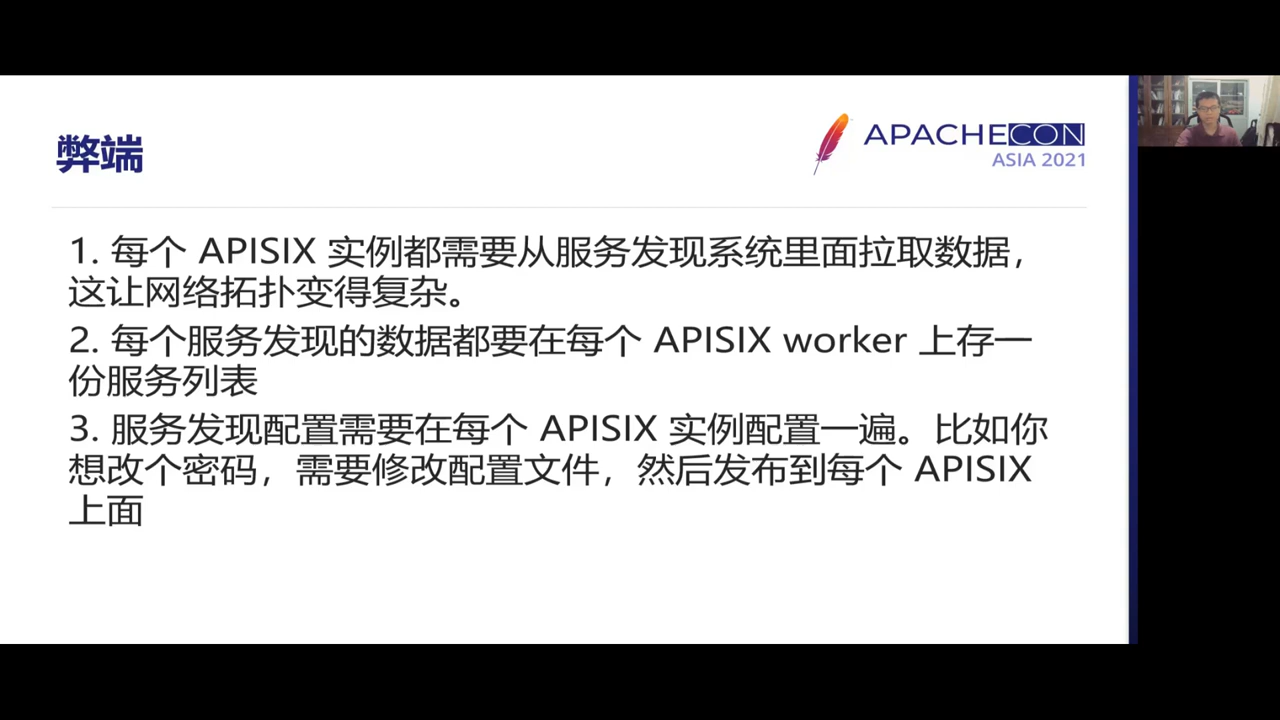 弊端
APACHECON
ASIA 2021
1. 每个 APISIX 实例都需要从服务发现系统里面拉取数据，
这让网络拓扑变得复杂。
2. 每个服务发现的数据都要在每个 APISIX worker 上存一
份服务列表
3. 服务发现配置需要在每个 APISIX 实例配置一遍。比如你
想改个密码，需要修改配置文件，然后发布到每个 APISIX
上面